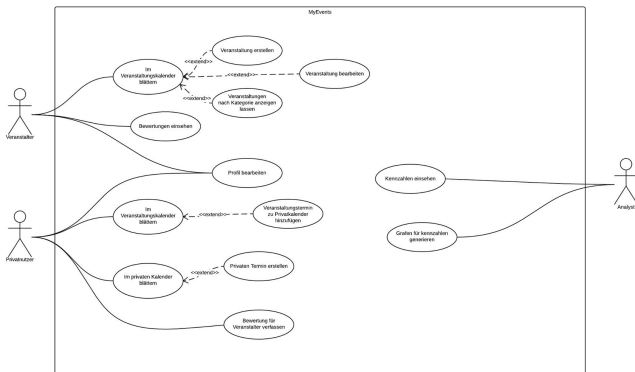 MyEvents
Veranstaltung erstellen
<<extend>>
Im
Veranstaltungskalender
blättern
<<extend>>
Veranstaltung bearbeiten
<<extend>>
Veranstaltungen
nach Kategorie anzeigen
lassen
Bewertungen einsehen
Veranstalter
Profil bearbeiten
Kennzahlen einsehen
Im
Veranstaltungskalender
blättern
<<extend>>
Veranstaltungstermin
zu Privatkalender
hinzufügen
Analyst
Grafen für kennzahlen
generieren
Privatnutzer
Im privaten Kalender
blättern
<<extend>>
Privaten Termin erstellen
Bewertung für
Veranstalter verfassen